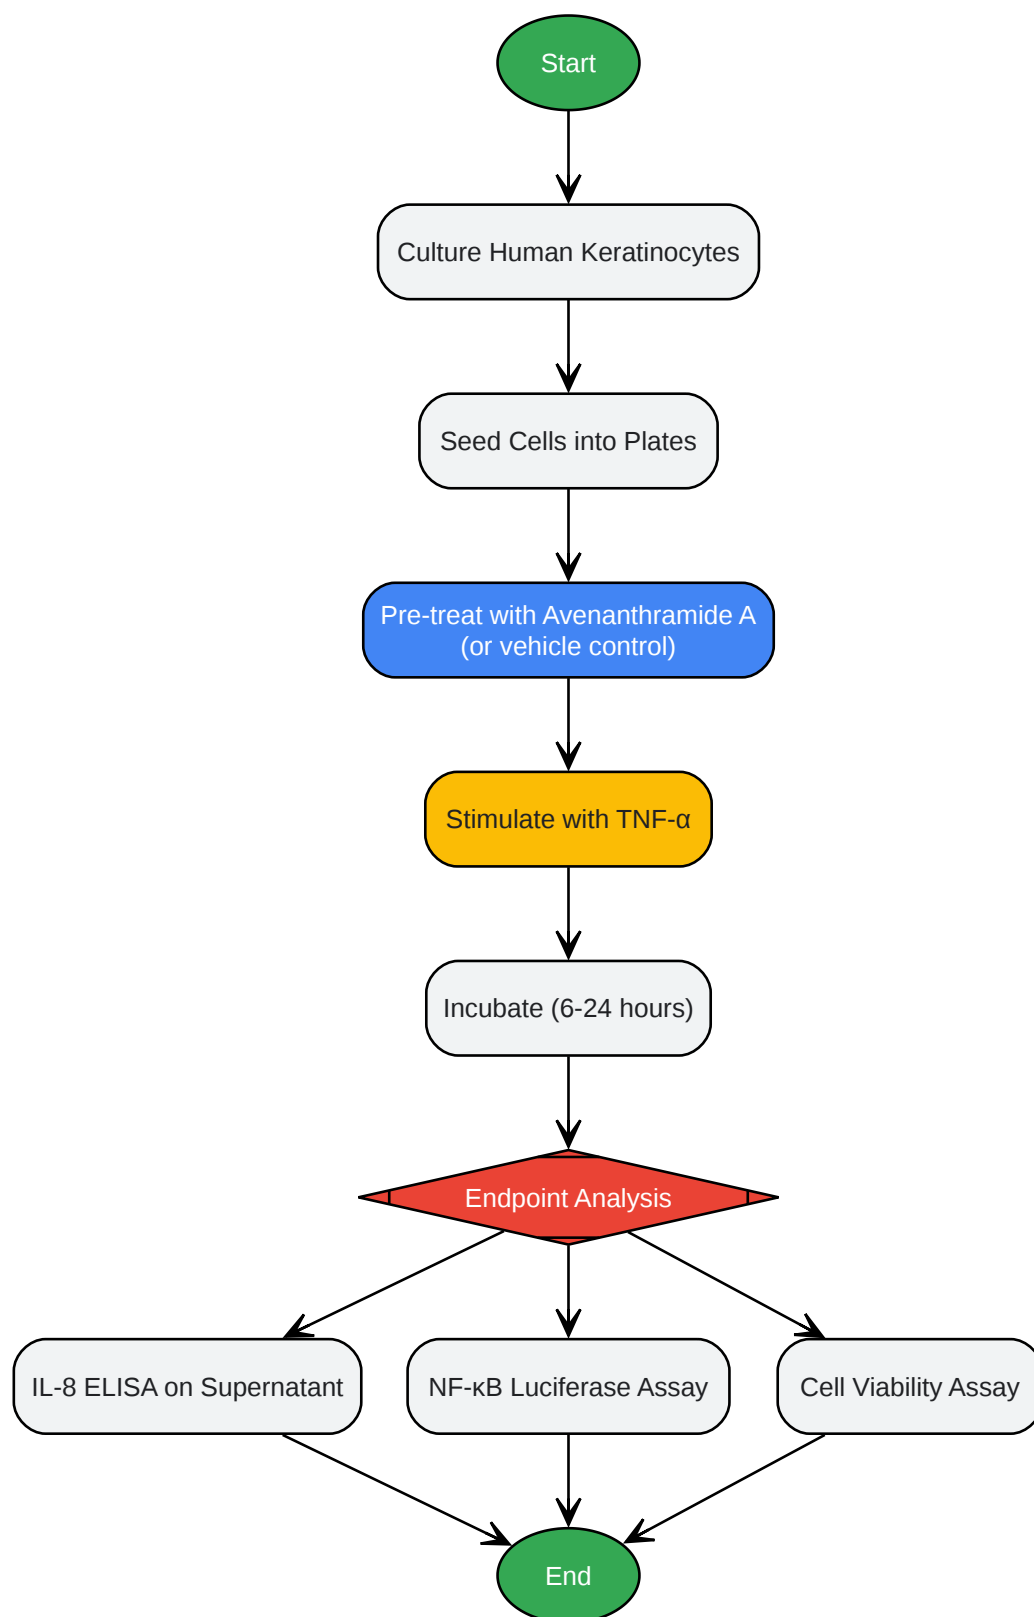 Start
Culture Human Keratinocytes
Seed Cells into Plates
Pre-treat with Avenanthramide A
(or vehicle control)
Stimulate with TNF-α
Incubate (6-24 hours)
Endpoint Analysis
IL-8 ELISA on Supernatant
NF-κB Luciferase Assay
Cell Viability Assay
End